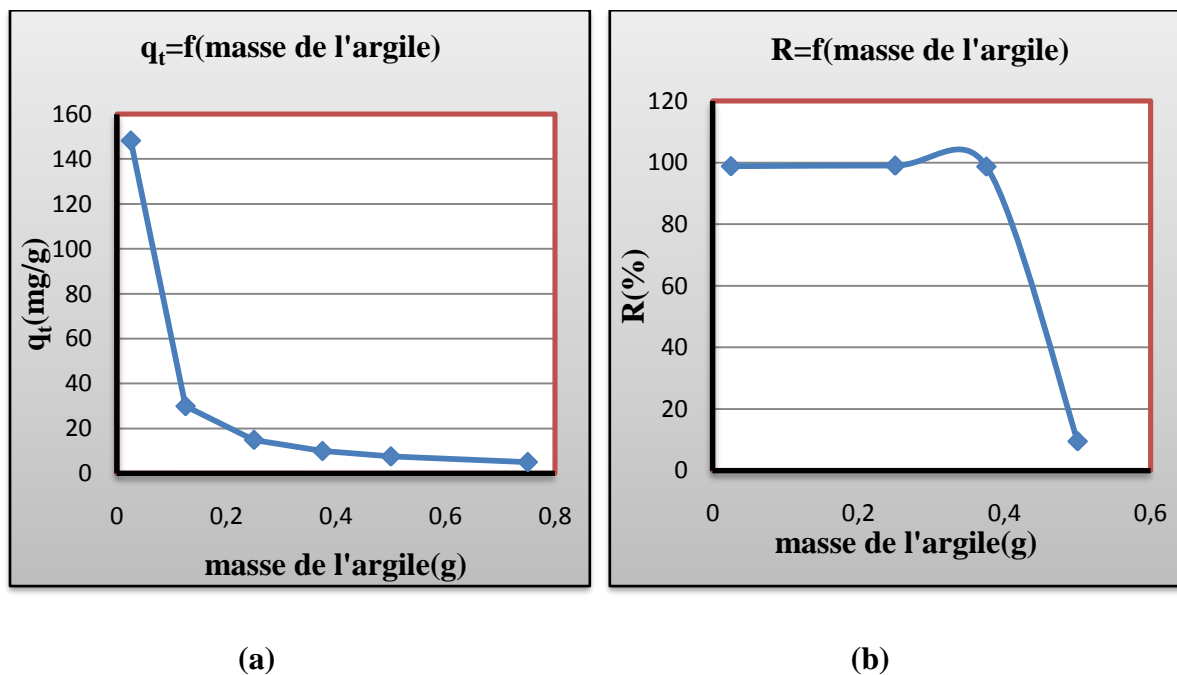 qt=f(masse de l'argile)
160
140
120
100
80
60
40
20
0
qt(mg/g)
0 0,2 0,4 0,6 0,8
masse de l'argile(g)
(a)
R=f(masse de l'argile)
120
100
80
60
40
20
0
R(%)
0 0,2 0,4 0,6
masse de l'argile(g)
(b)